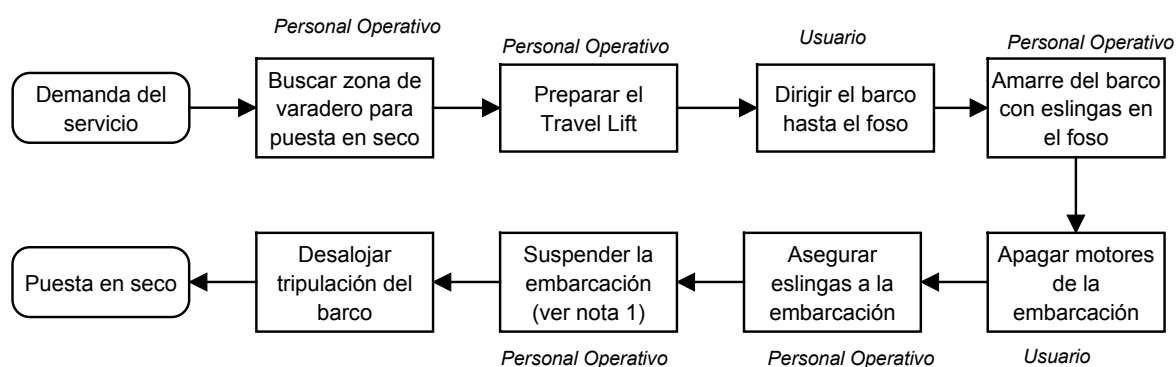 Personal Operativo
Personal Operativo
Usuario
Personal Operativo
Demanda del
servicio
Buscar zona de
varadero para
puesta en seco
Preparar el
Travel Lift
Dirigir el barco
hasta el foso
Amarre del barco
con eslingas en
el foso
Puesta en seco
Desalojar
tripulación del
barco
Suspender la
embarcación
(ver nota 1)
Asegurar
eslingas a la
embarcación
Apagar motores
de la
embarcación
Personal Operativo
Personal Operativo
Usuario